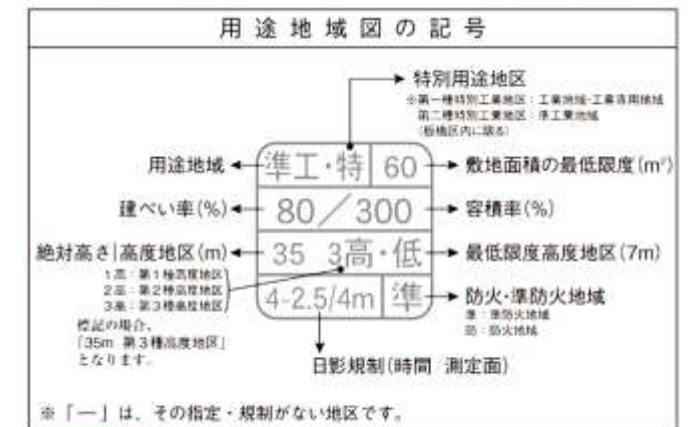 用途地域図の記号
特別用途地区
※第一種特別工業地区：工業地域・工業専用地域
第二種特別工業地区：準工業地域
（板橋区内に限る）
用途地域
準工・特 60
敷地面積の最低限度(m²)
建ぺい率(%)
80／300
容積率(%)
絶対高さ|高度地区(m)
35 3高・低
最低限度高度地区(7m)
1高：第1種高度地区
2高：第2種高度地区
3高：第3種高度地区
標記の場合、
「35m 第3種高度地区」
となります。
4-2.5/4m 準
防火・準防火地域
準：準防火地域
防：防火地域
日影規制(時間 測定面)
※「―」は、その指定・規制がない地区です。